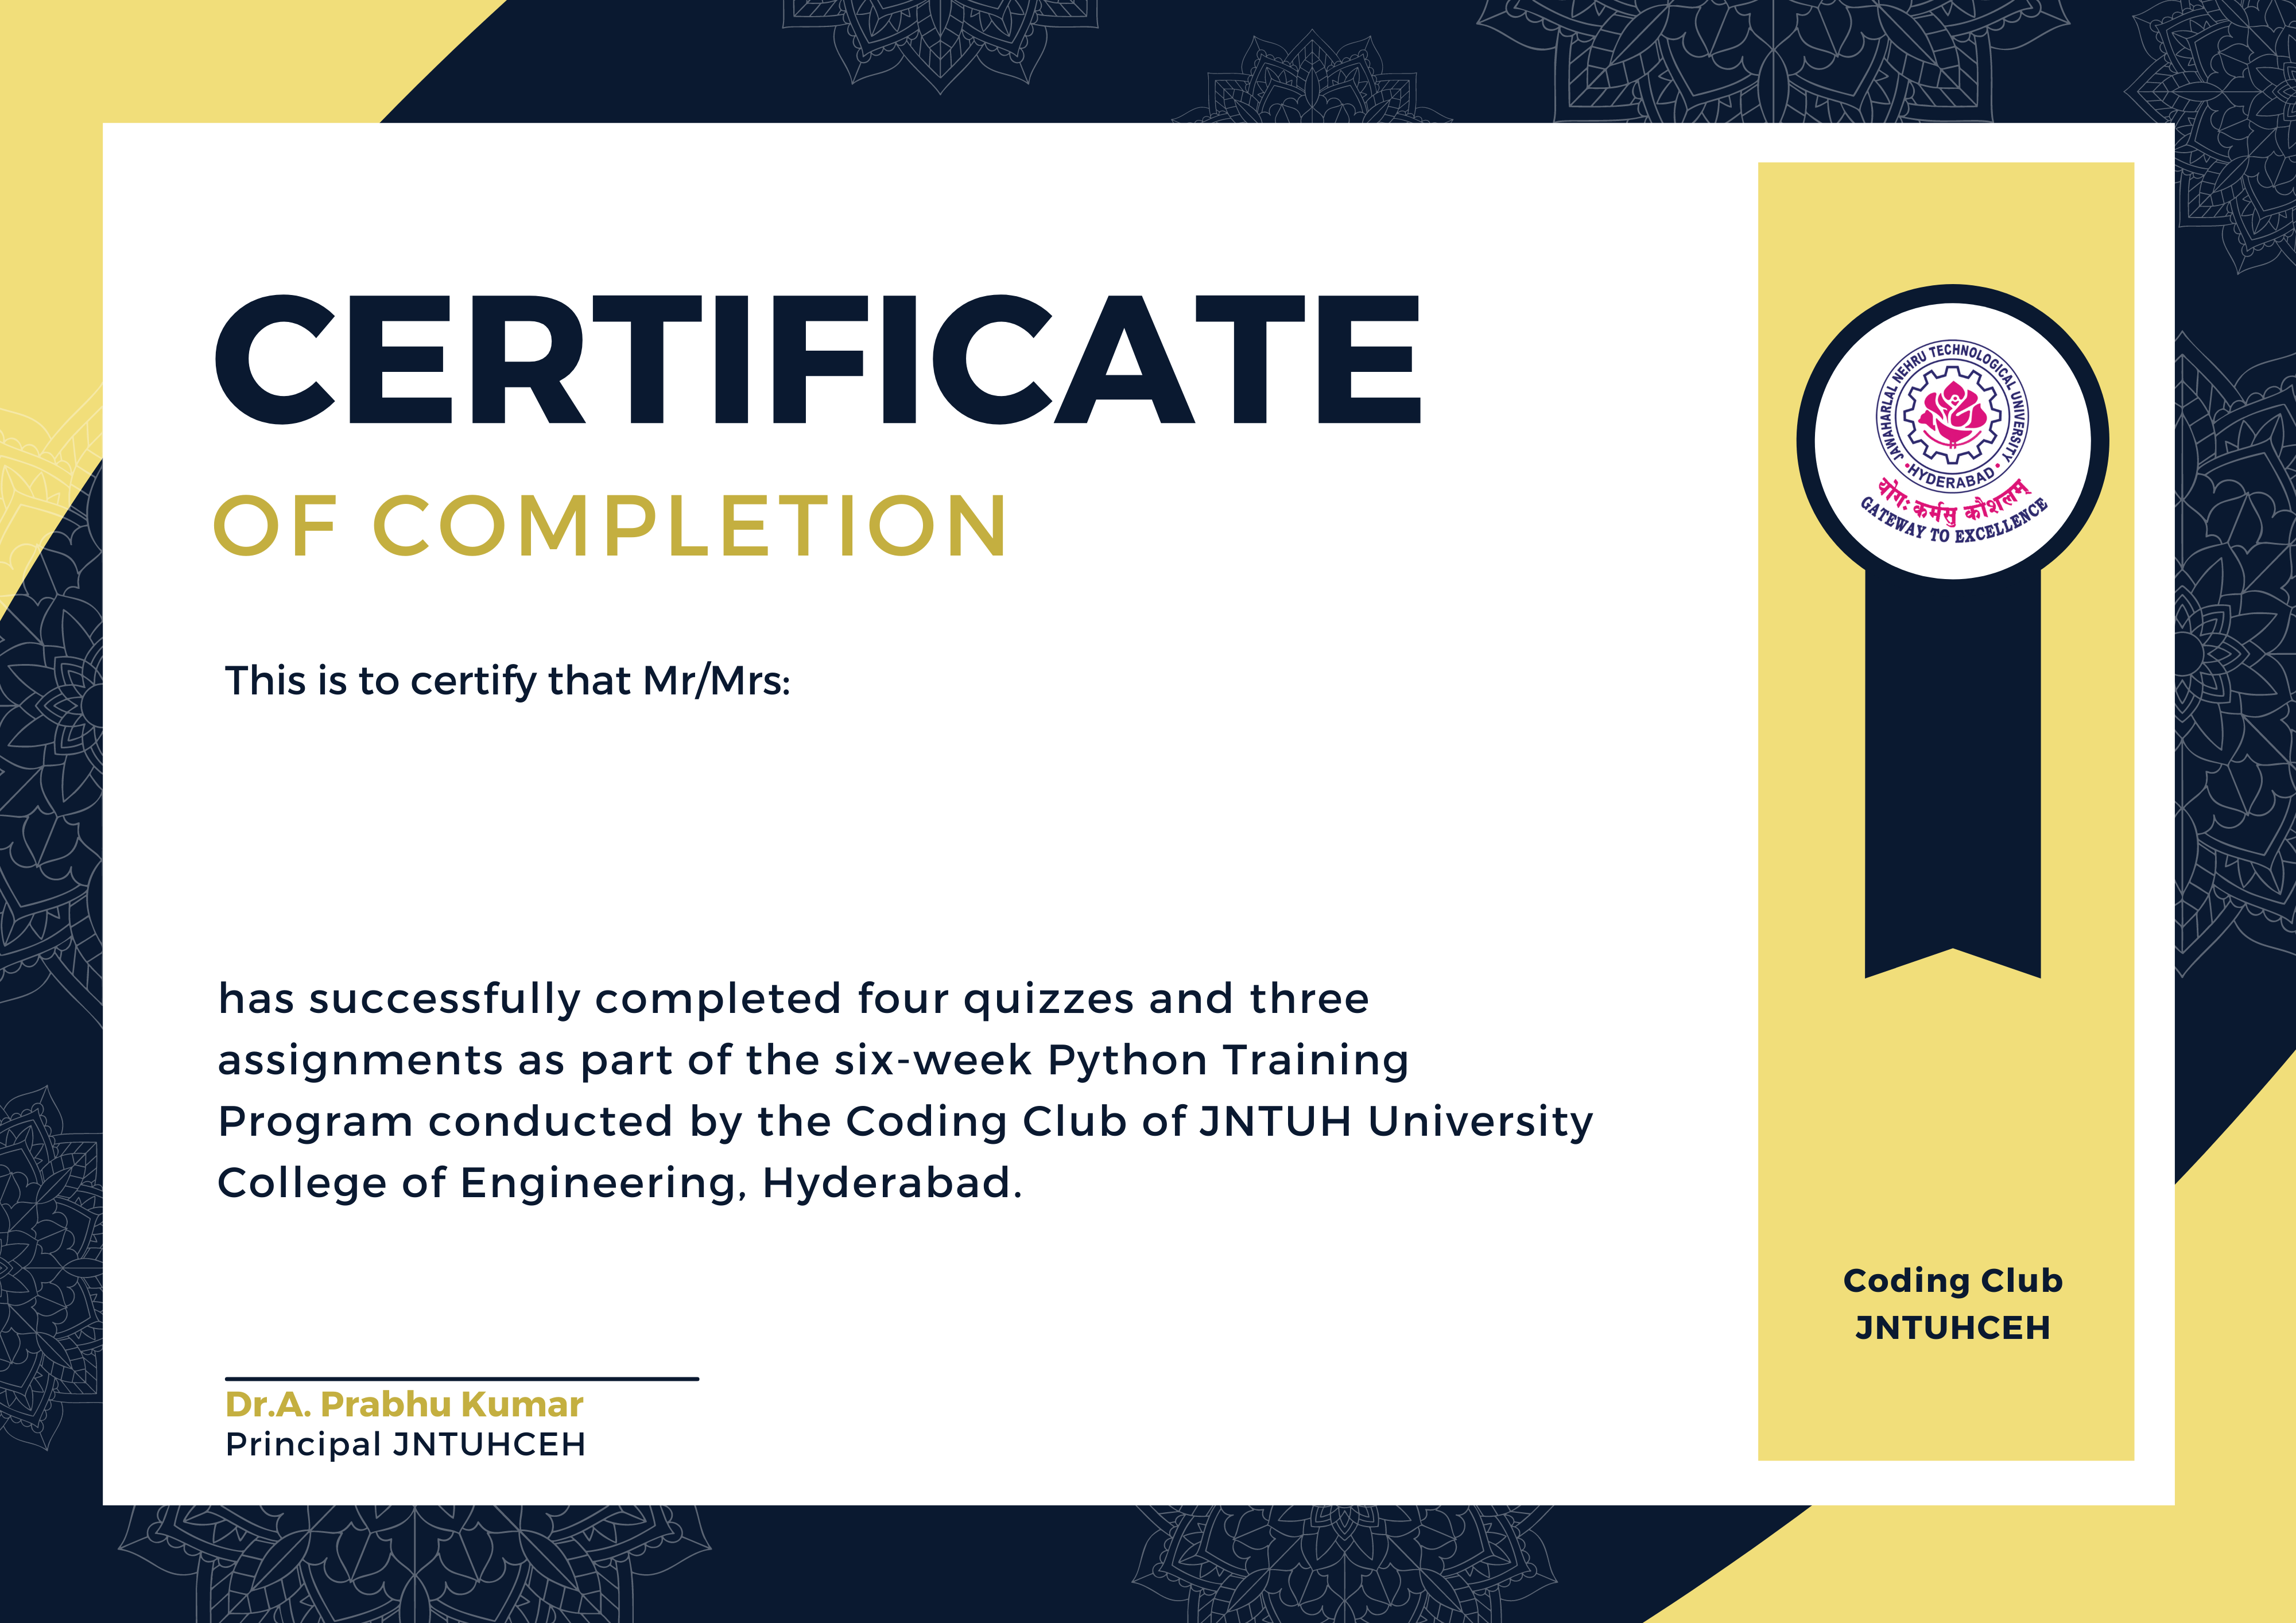 CERTIFICATE
OF COMPLETION
This is to certify that Mr/Mrs:
has successfully completed four quizzes and three
assignments as part of the six-week Python Training
Program conducted by the Coding Club of JNTUH University
College of Engineering, Hyderabad.
Dr.A. Prabhu Kumar
Principal JNTUHCEH
JAWAHARLAL NEHRU TECHNOLOGICAL UNIVERSITY
HYDERABAD
योगः कर्मसु कौशलम्
GATEWAY TO EXCELLENCE
Coding Club
JNTUHCEH